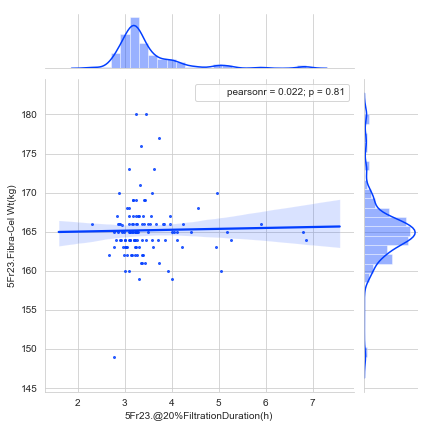 pearsonr = 0.022; p = 0.81
180
175
170
165
160
155
150
145
5Fr23.Fibra-Cel Wt(kg)
2 3 4 5 6 7
5Fr23.@20%FiltrationDuration(h)